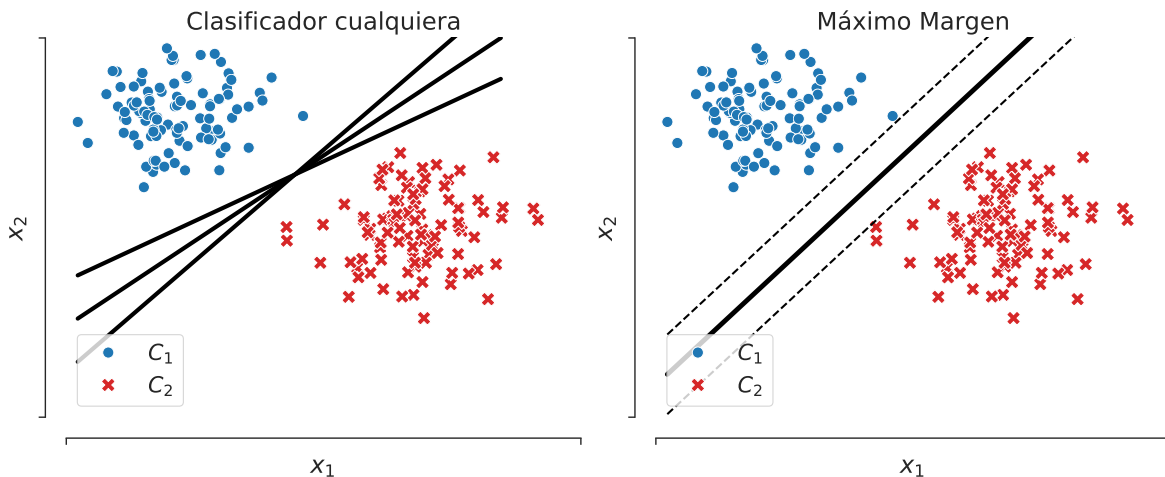 Clasificador cualquiera
x₂
C₁
C₂
x₁
Máximo Margen
x₂
C₁
C₂
x₁